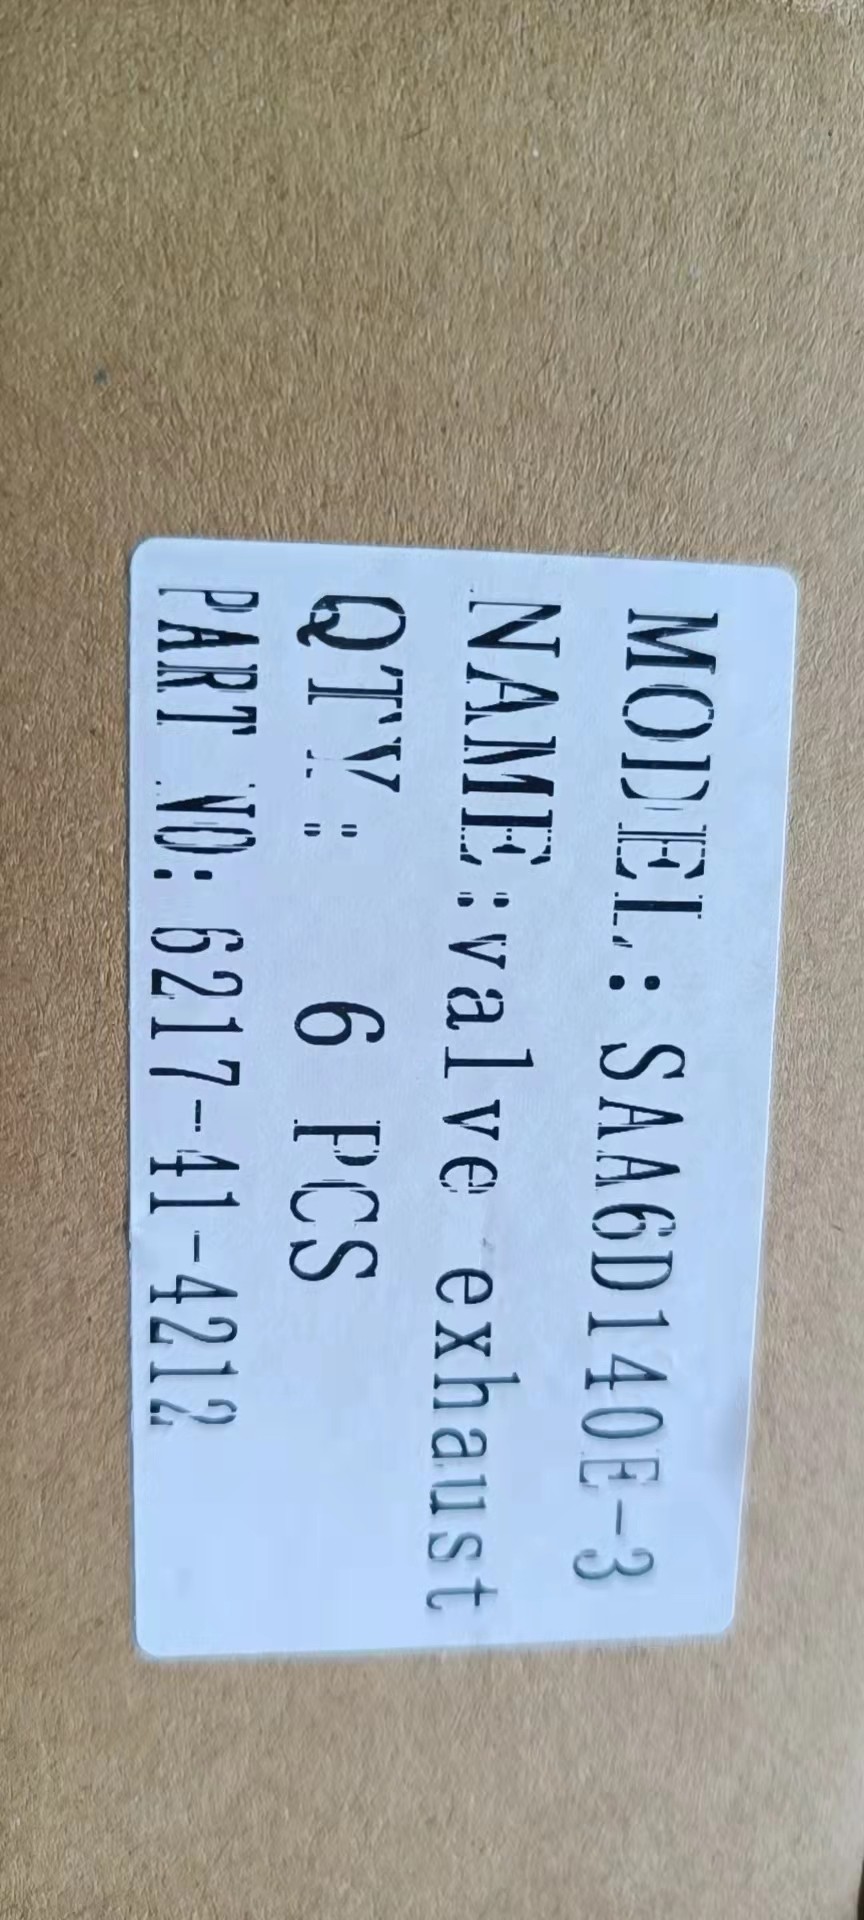 MODEL: SAA6D140E-3
NAME:valve exhaust
QTY: 6 PCS
PART NO: 6217-41-4212